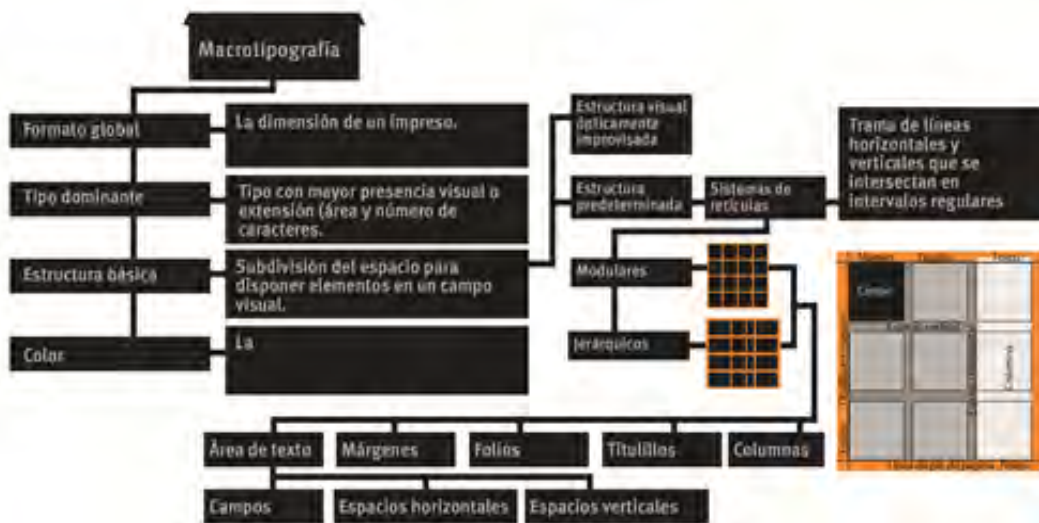 Macrotipografía
Formato global
La dimensión de un impreso.
Tipo dominante
Tipo con mayor presencia visual o
extensión (área y número de
caracteres.
Estructura básica
Subdivisión del espacio para
disponer elementos en un campo
visual.
Color
La
Estructura visual
ópticamente
improvisada
Estructura
predeterminada
Sistemas de
retículas
Trama de líneas
horizontales y
verticales que se
intersectan en
intervalos regulares
Modulares
Jerárquicos
Área de texto
Márgenes
Folios
Titulillos
Columnas
Campos
Espacios horizontales
Espacios verticales
Campo
Columna